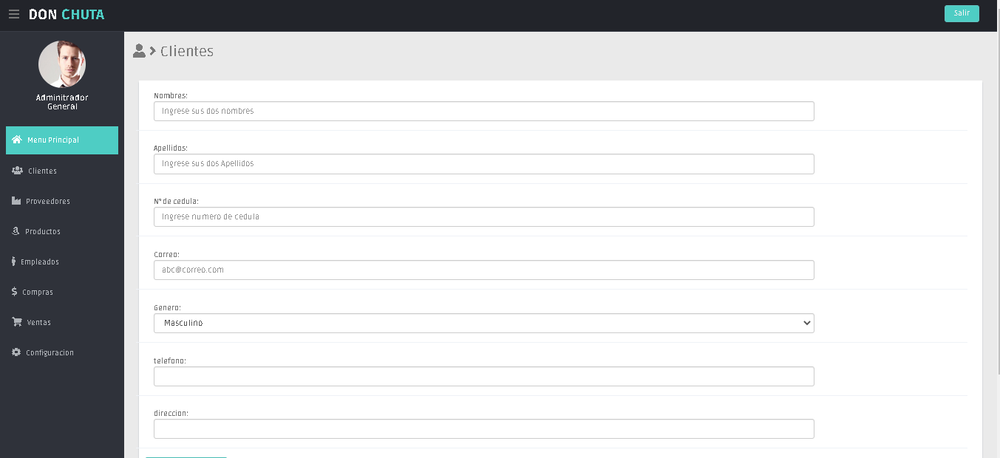 DON CHUTA
Salir
Adminitrador
General
Menu Principal
Clientes
Proveedores
Productos
Empleados
Compras
Ventas
Configuracion
Clientes
Nombres:
Ingrese sus dos nombres
Apellidos:
Ingrese sus dos Apellidos
N° de cedula:
Ingrese numero de cedula
Correo:
abc@correo.com
Genero:
Masculino
telefono:
direccion: